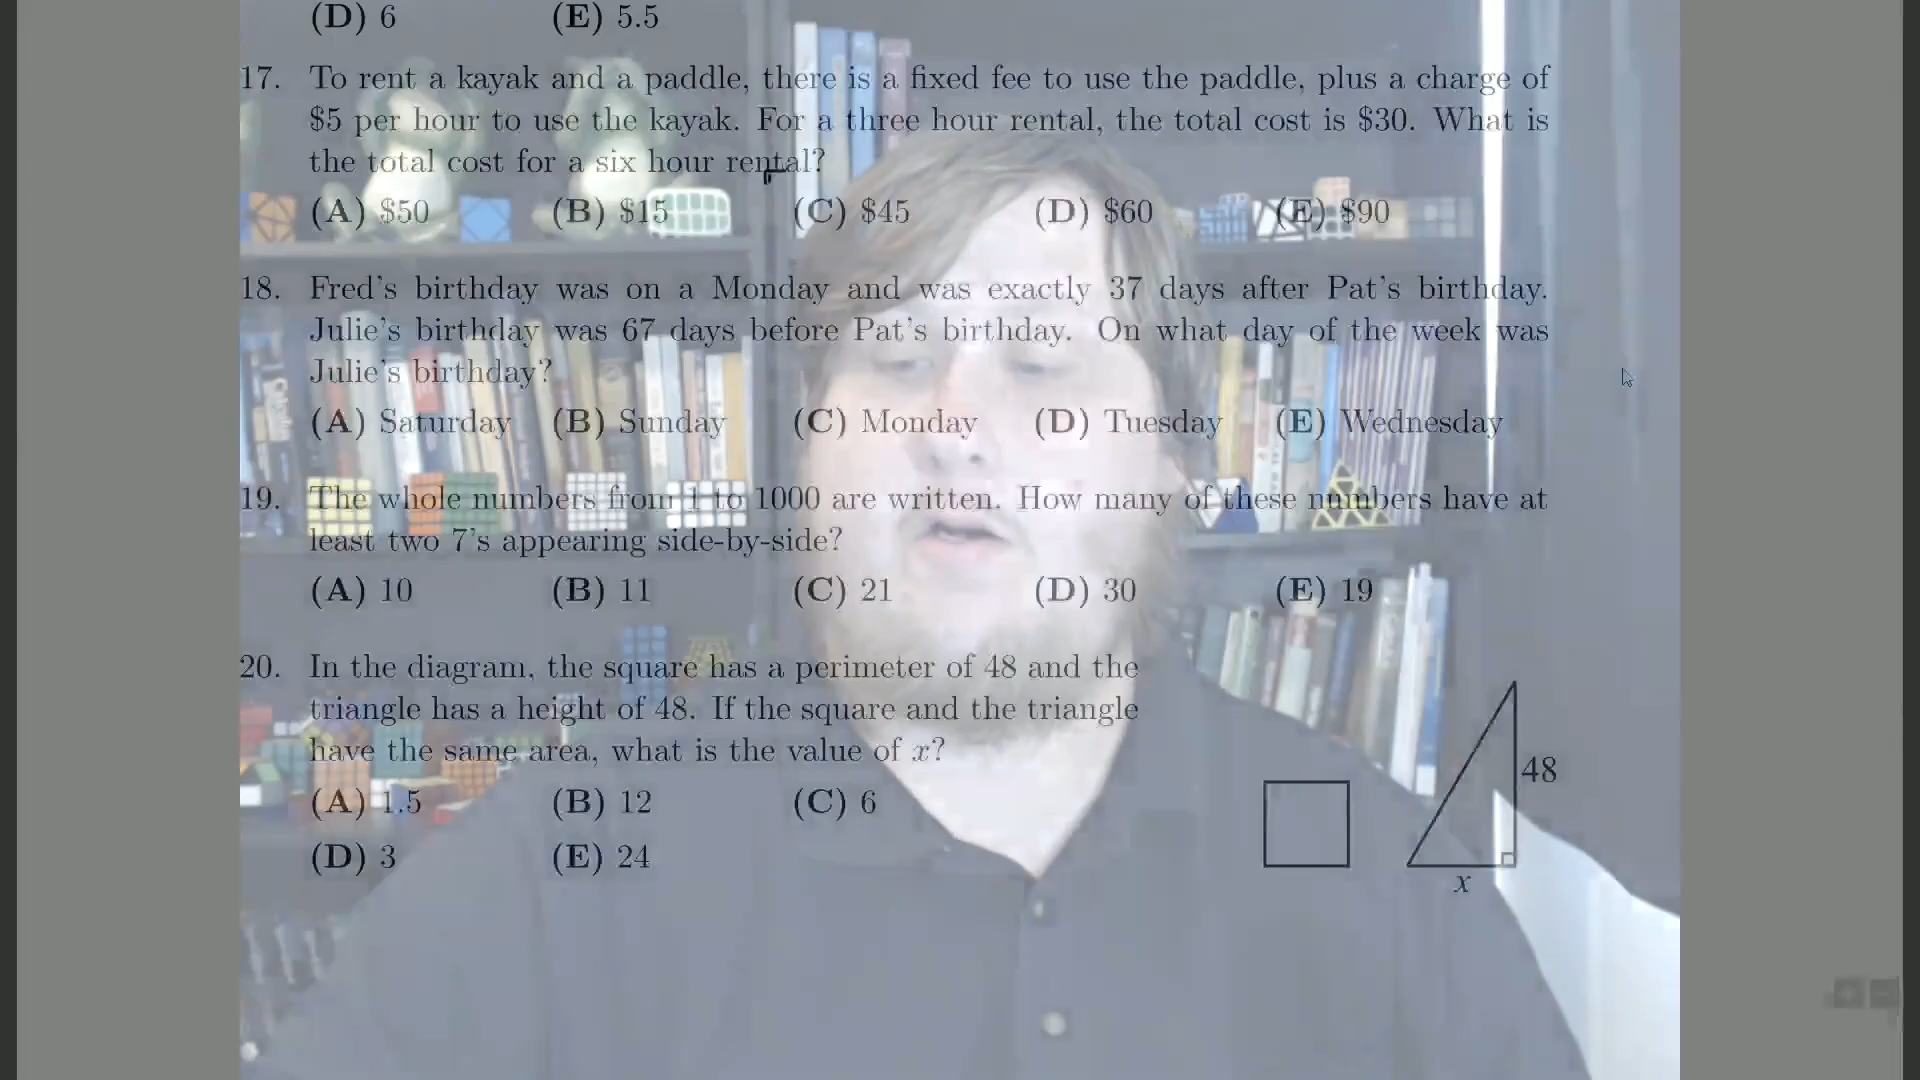 (D) 6 (E) 5.5
17. To rent a kayak and a paddle, there is a fixed fee to use the paddle, plus a charge of
$5 per hour to use the kayak. For a three hour rental, the total cost is $30. What is
the total cost for a six hour rental?
(A) $50 (B) $15 (C) $45 (D) $60 (E) $90
18. Fred's birthday was on a Monday and was exactly 37 days after Pat's birthday.
Julie's birthday was 67 days before Pat's birthday. On what day of the week was
Julie's birthday?
(A) Saturday (B) Sunday (C) Monday (D) Tuesday (E) Wednesday
19. The whole numbers from 1 to 1000 are written. How many of these numbers have at
least two 7's appearing side-by-side?
(A) 10 (B) 11 (C) 21 (D) 30 (E) 19
20. In the diagram, the square has a perimeter of 48 and the
triangle has a height of 48. If the square and the triangle
have the same area, what is the value of x?
(A) 1.5 (B) 12 (C) 6
(D) 3 (E) 24
48
x